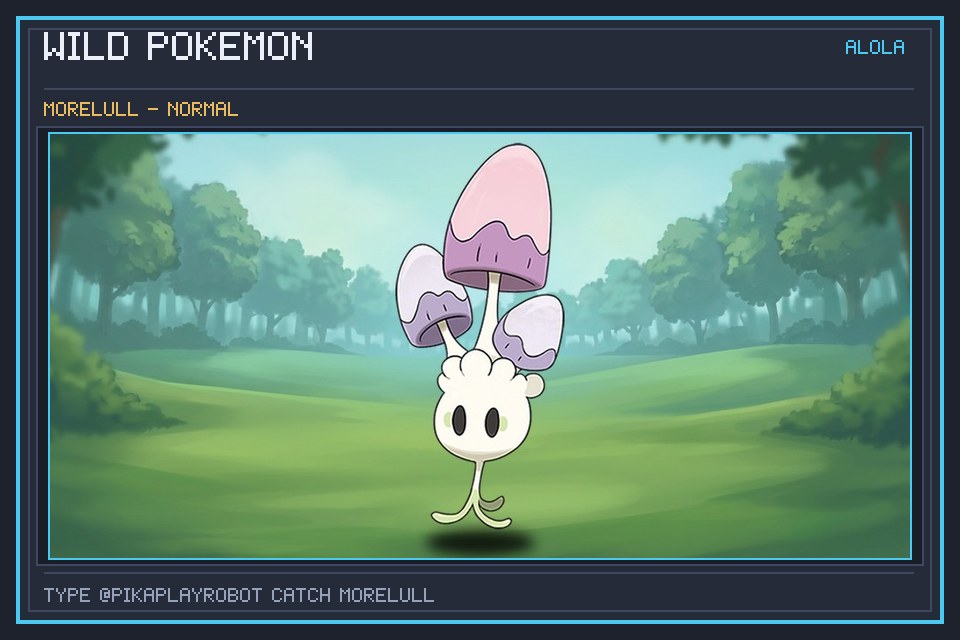 WILD POKEMON
ALOLA
MORELULL - NORMAL
TYPE @PIKAPLAYROBOT CATCH MORELULL